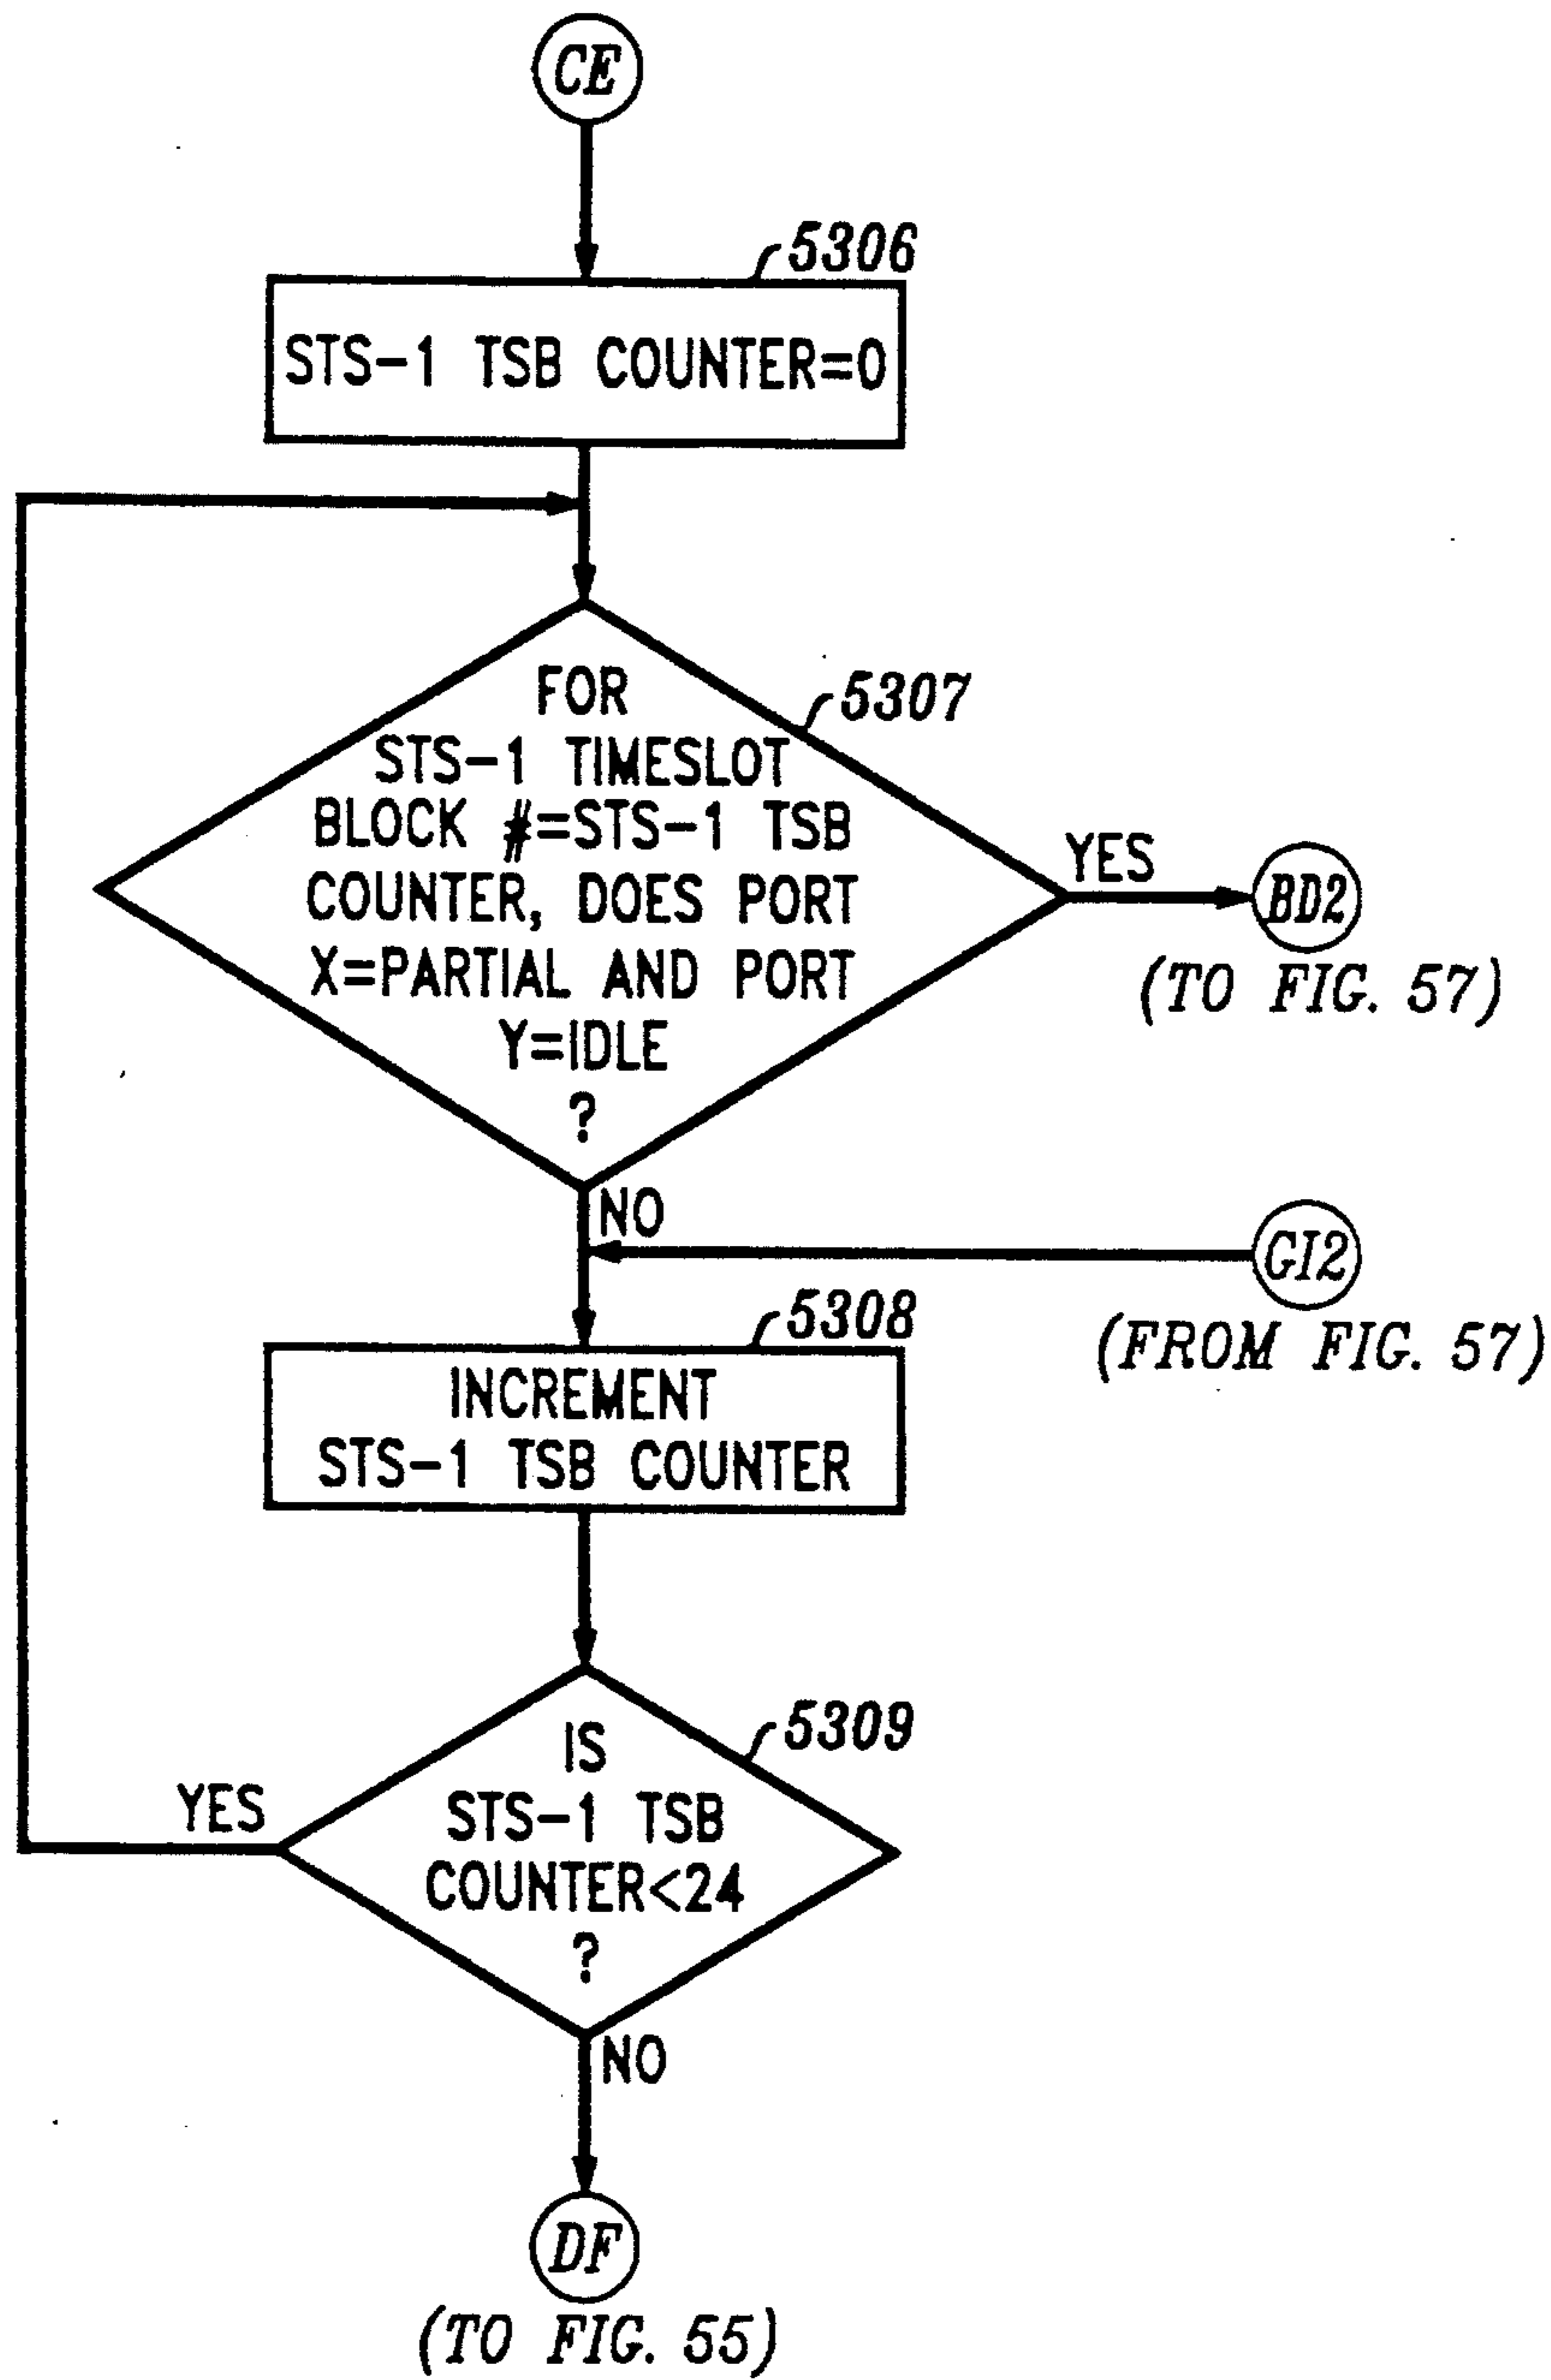 CE
5306
STS-1 TSB COUNTER=0
5307
FOR
STS-1 TIMESLOT
BLOCK #=STS-1 TSB
COUNTER, DOES PORT
X=PARTIAL AND PORT
Y=IDLE
?
YES
BD2
(TO FIG. 57)
NO
GI2
(FROM FIG. 57)
5308
INCREMENT
STS-1 TSB COUNTER
5309
IS
STS-1 TSB
COUNTER<24
?
YES
NO
DF
(TO FIG. 55)